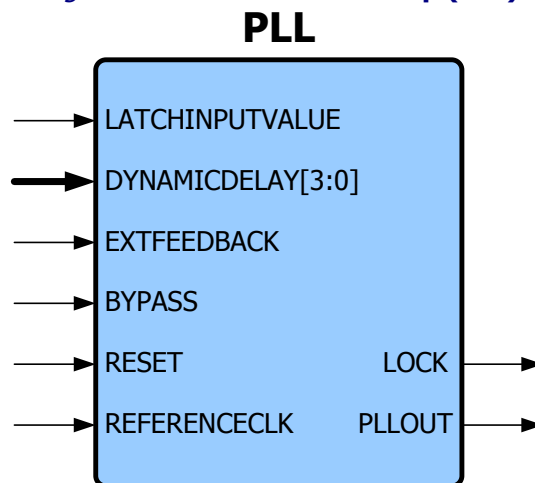 PLL
LATCHINPUTVALUE
DYNAMICDELAY[3:0]
EXTFEEDBACK
BYPASS
RESET LOCK
REFERENCECLK PLLOUT